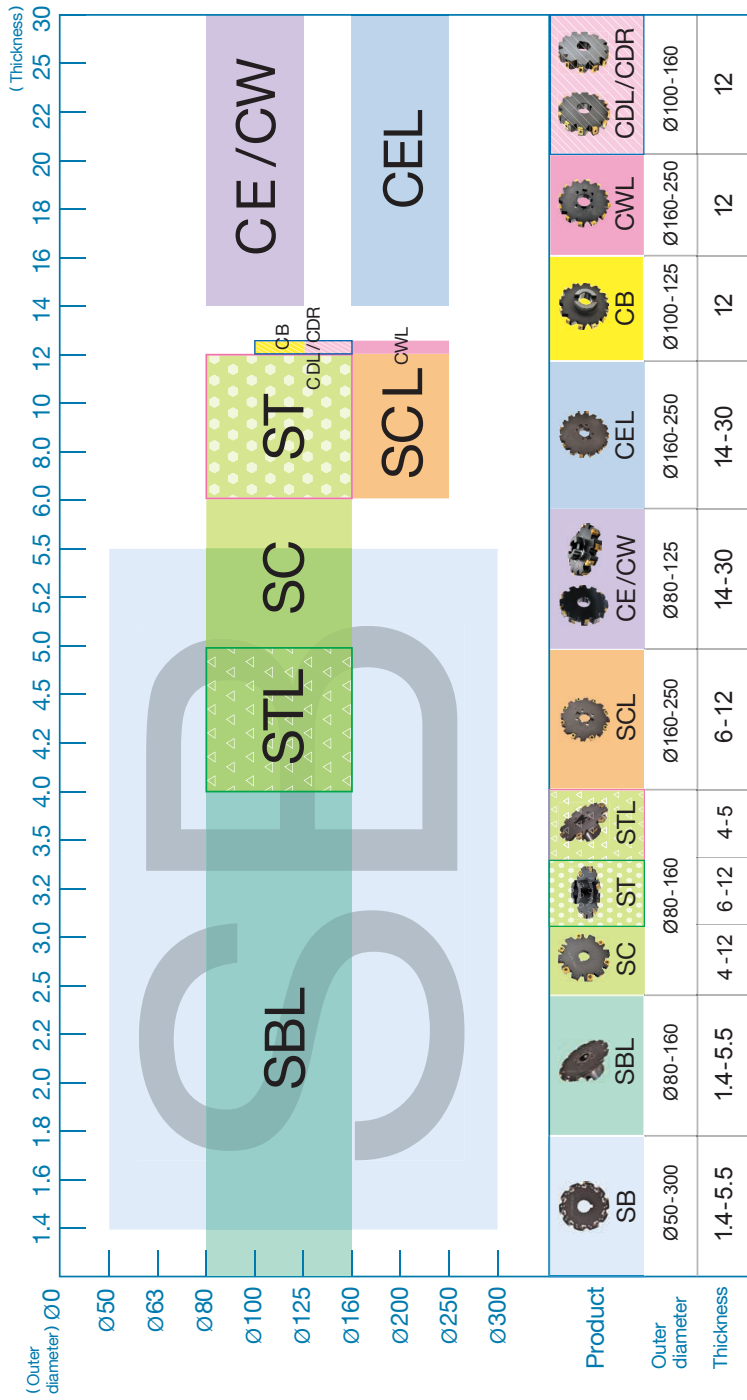 (Thickness)
1.4 1.6 1.8 2.0 2.2 2.5 3.0 3.2 3.5 4.0 4.2 4.5 5.0 5.2 5.5 6.0 8.0 10 12 14 16 18 20 22 25 30
(Outer
diameter)
Ø0
Ø50
Ø63
Ø80
Ø100
Ø125
Ø160
Ø200
Ø250
Ø300
SB
SBL
STL
SC
ST
CB
CDL/CDR
SCL
CWL
CE/CW
CEL
Product SB SBL SC ST STL SCL CE/CW CEL CB CWL CDL/CDR
Outer
diameter
Ø50-300 Ø80-160 Ø80-160 Ø160-250 Ø80-125 Ø160-250 Ø100-125 Ø160-250 Ø100-160
Thickness 1.4-5.5 1.4-5.5 4-12 6-12 4-5 6-12 14-30 14-30 12 12 12